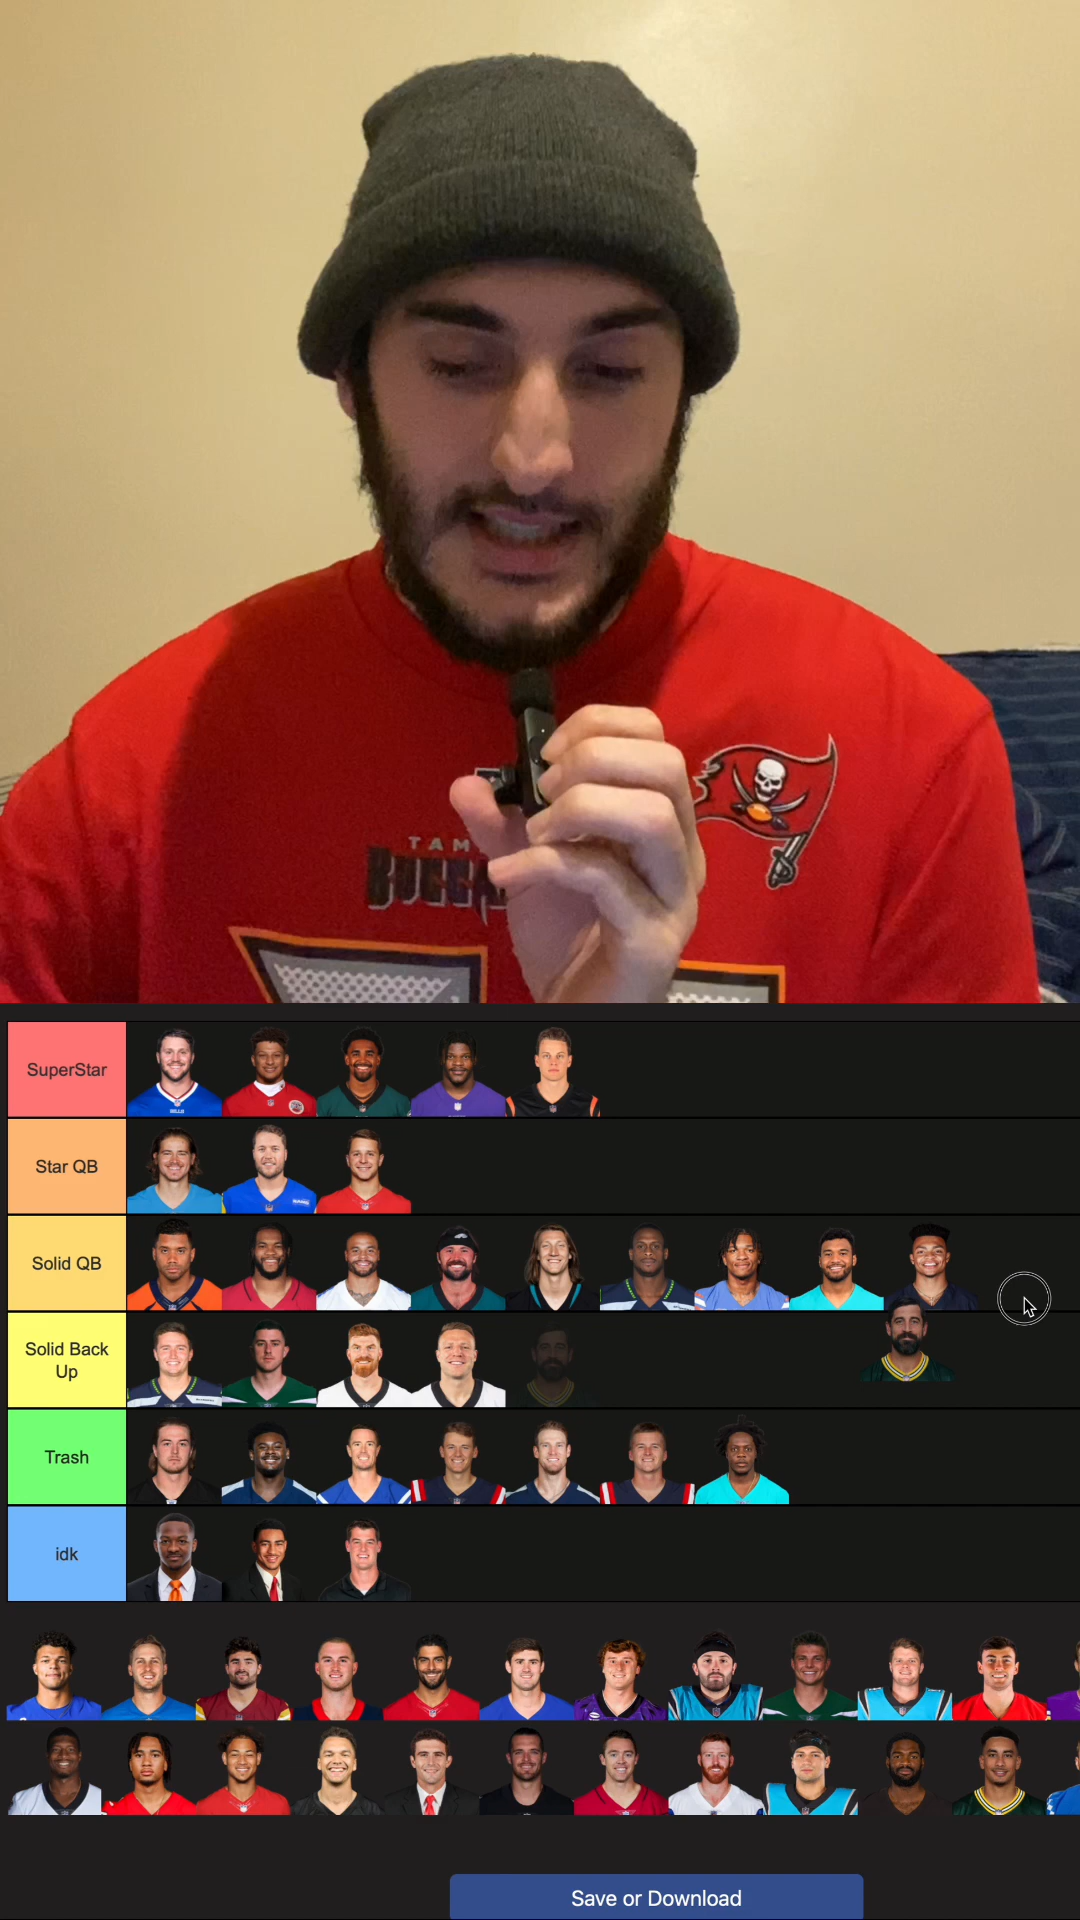 TAM
BUCCA
SuperStar
Star QB
Solid QB
Solid Back
Up
Trash
idk
Save or Download